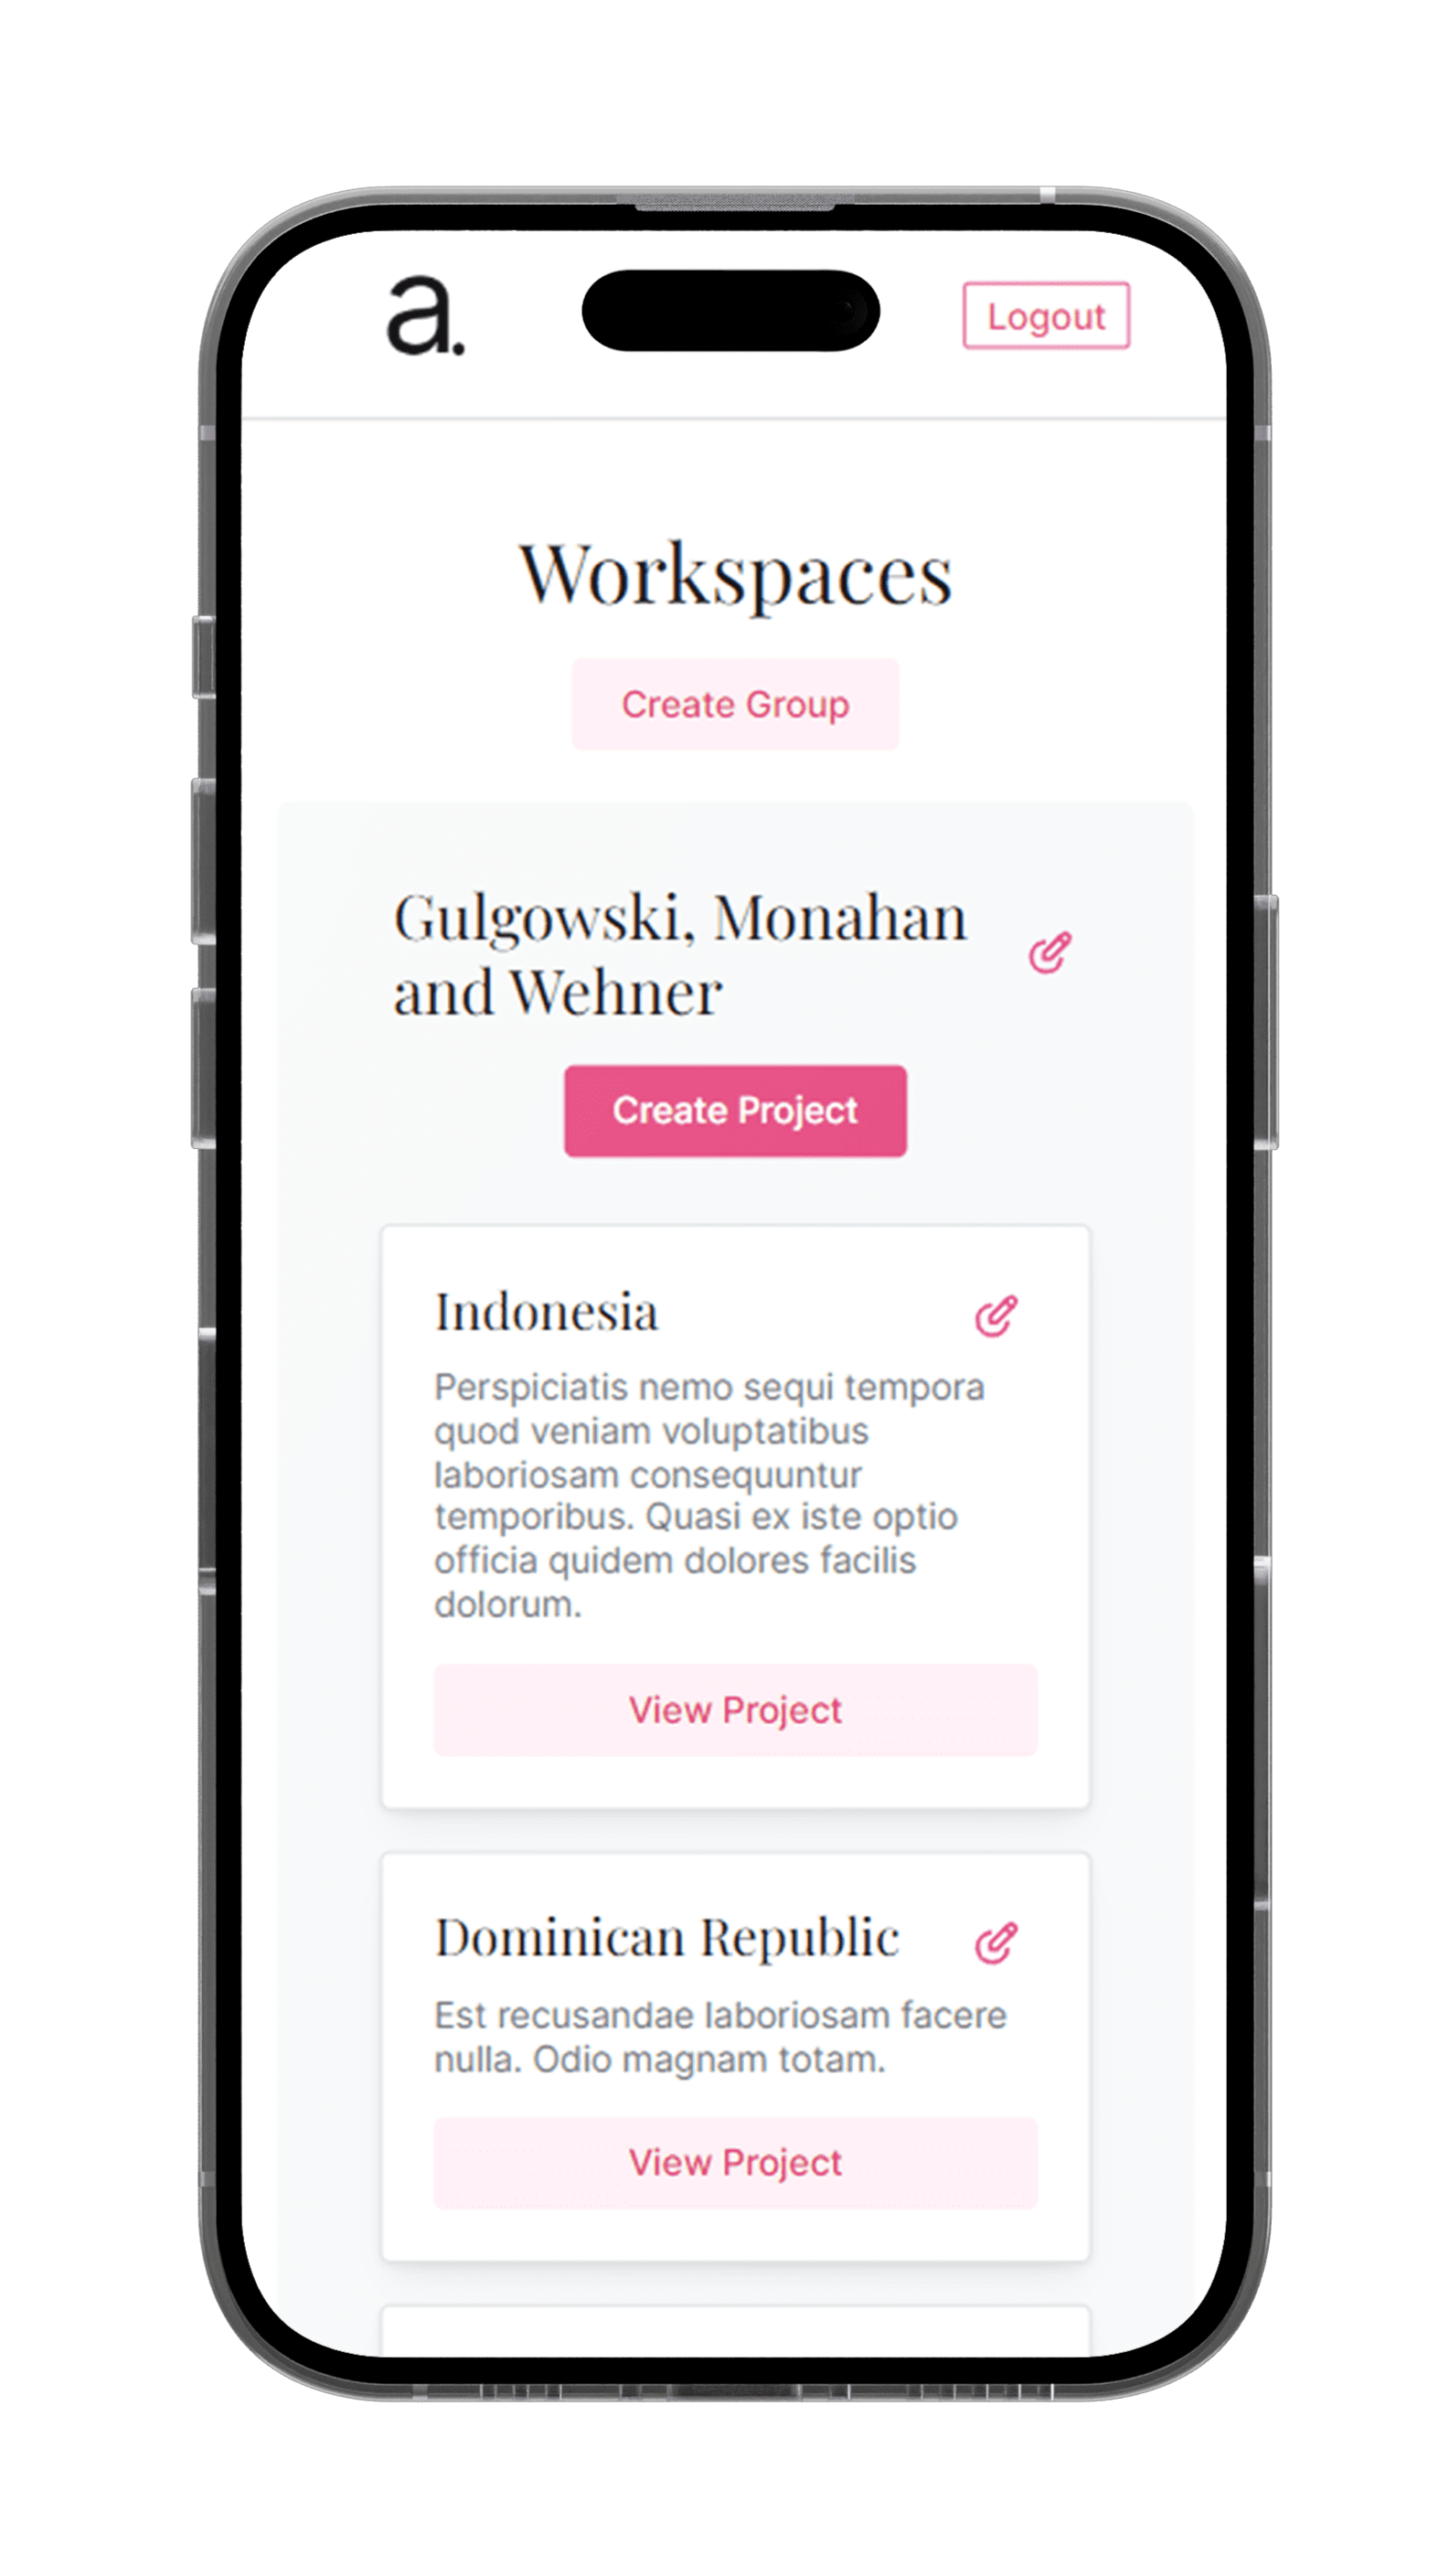 a.
Logout
Workspaces
Create Group
Gulgowski, Monahan
and Wehner
Create Project
Indonesia
Perspiciatis nemo sequi tempora
quod veniam voluptatibus
laboriosam consequuntur
temporibus. Quasi ex iste optio
officia quidem dolores facilis
dolorum.
View Project
Dominican Republic
Est recusandae laboriosam facere
nulla. Odio magnam totam.
View Project